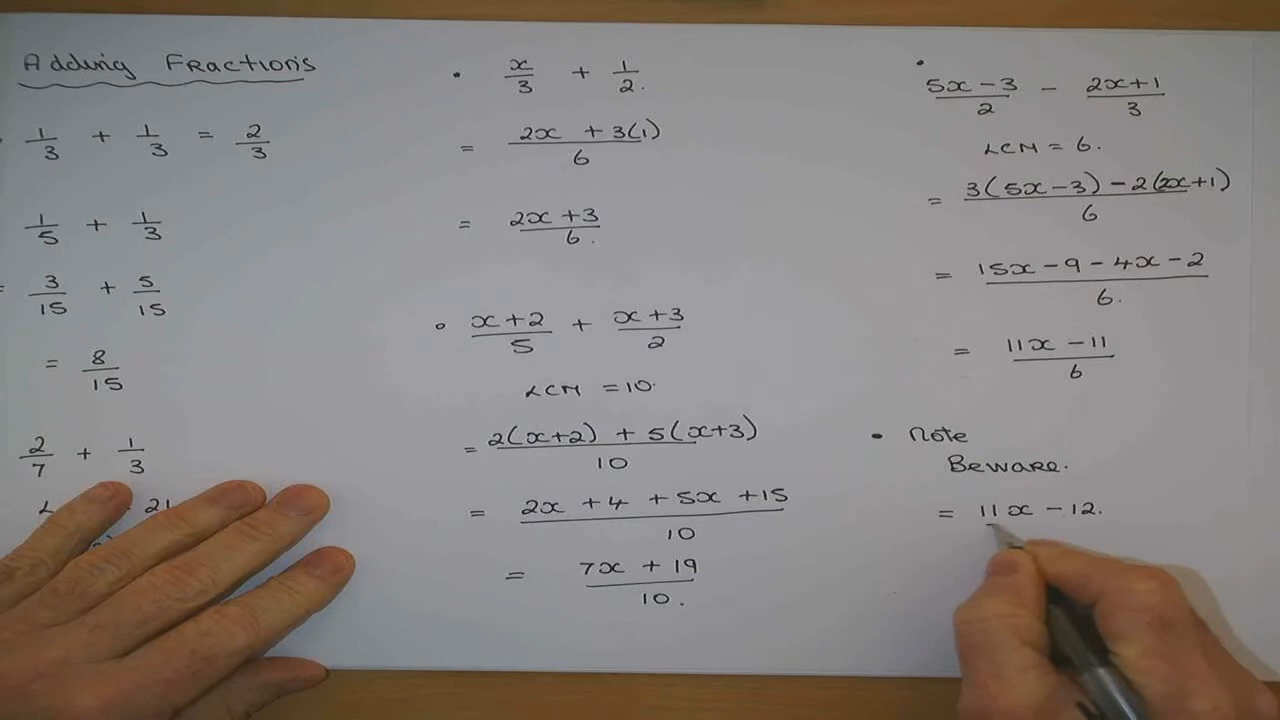 Adding Fractions
1/3 + 1/3 = 2/3
1/5 + 1/3
= 3/15 + 5/15
= 8/15
2/7 + 1/3
21
• x/3 + 1/2.
= 2x + 3(1) / 6
= 2x + 3 / 6.
• x+2/5 + x+3/2
LCM = 10.
= 2(x+2) + 5(x+3) / 10
= 2x + 4 + 5x + 15 / 10
= 7x + 19 / 10.
• 5x – 3 / 2 – 2x+1 / 3
LCM = 6.
= 3(5x–3) – 2(2x+1) / 6
= 15x – 9 – 4x – 2 / 6.
= 11x – 11 / 6
• Note
Beware.
= 11x – 12.